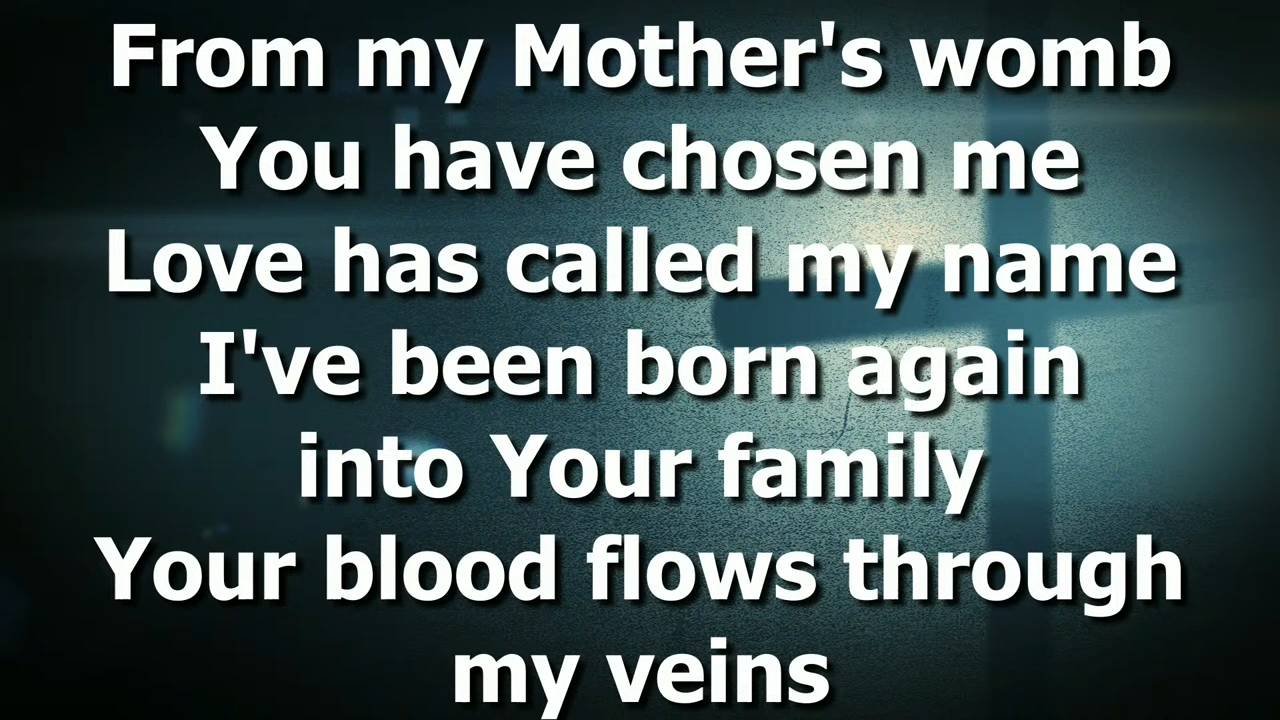 From my Mother's womb
You have chosen me
Love has called my name
I've been born again
into Your family
Your blood flows through
my veins